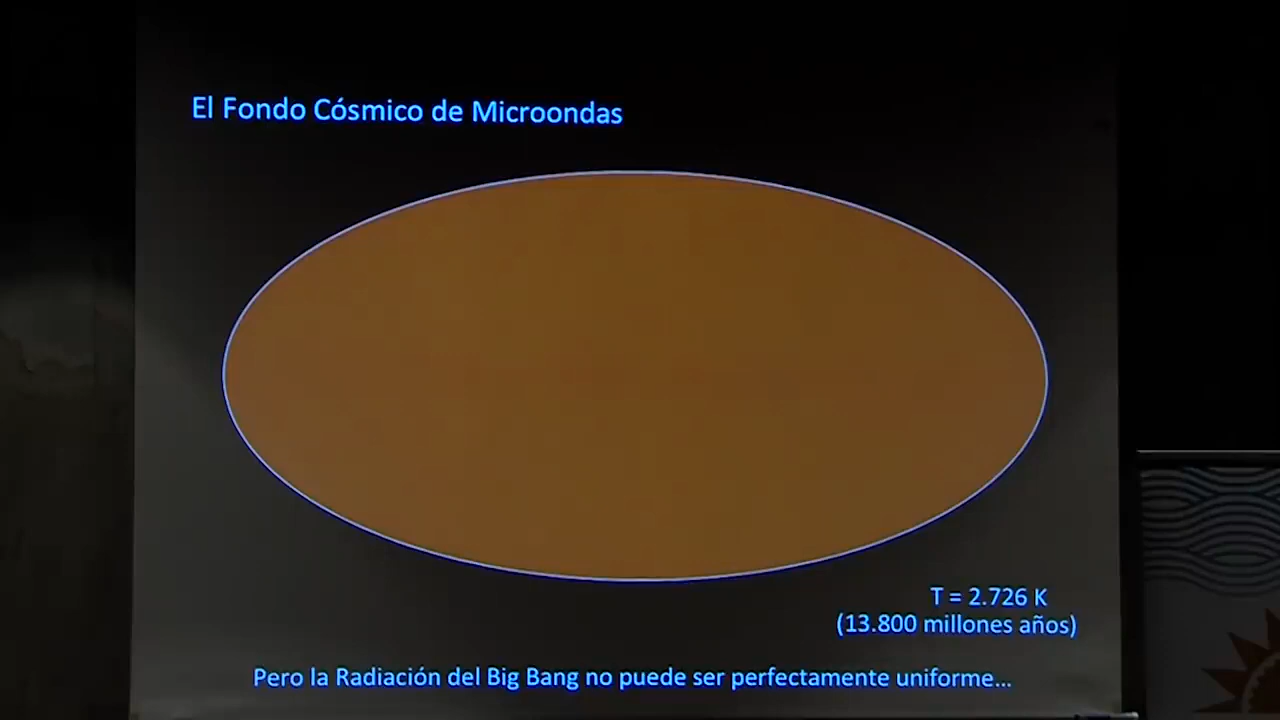 El Fondo Cósmico de Microondas
T = 2.726 K
(13.800 millones años)
Pero la Radiación del Big Bang no puede ser perfectamente uniforme...